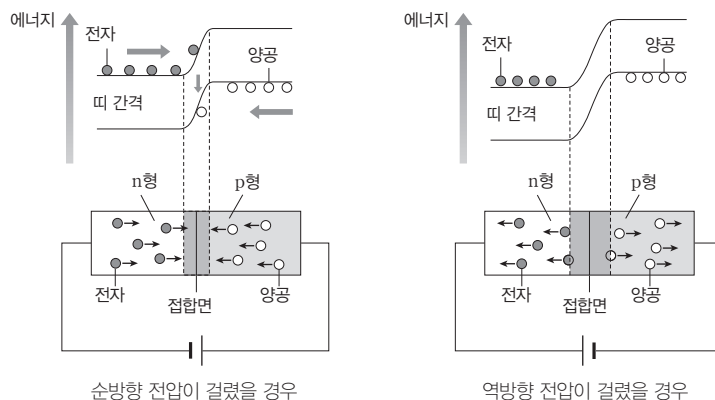 에너지
전자
양공
띠 간격
n형
p형
전자
접합면
양공
순방향 전압이 걸렸을 경우
에너지
전자
양공
띠 간격
n형
p형
전자
접합면
양공
역방향 전압이 걸렸을 경우